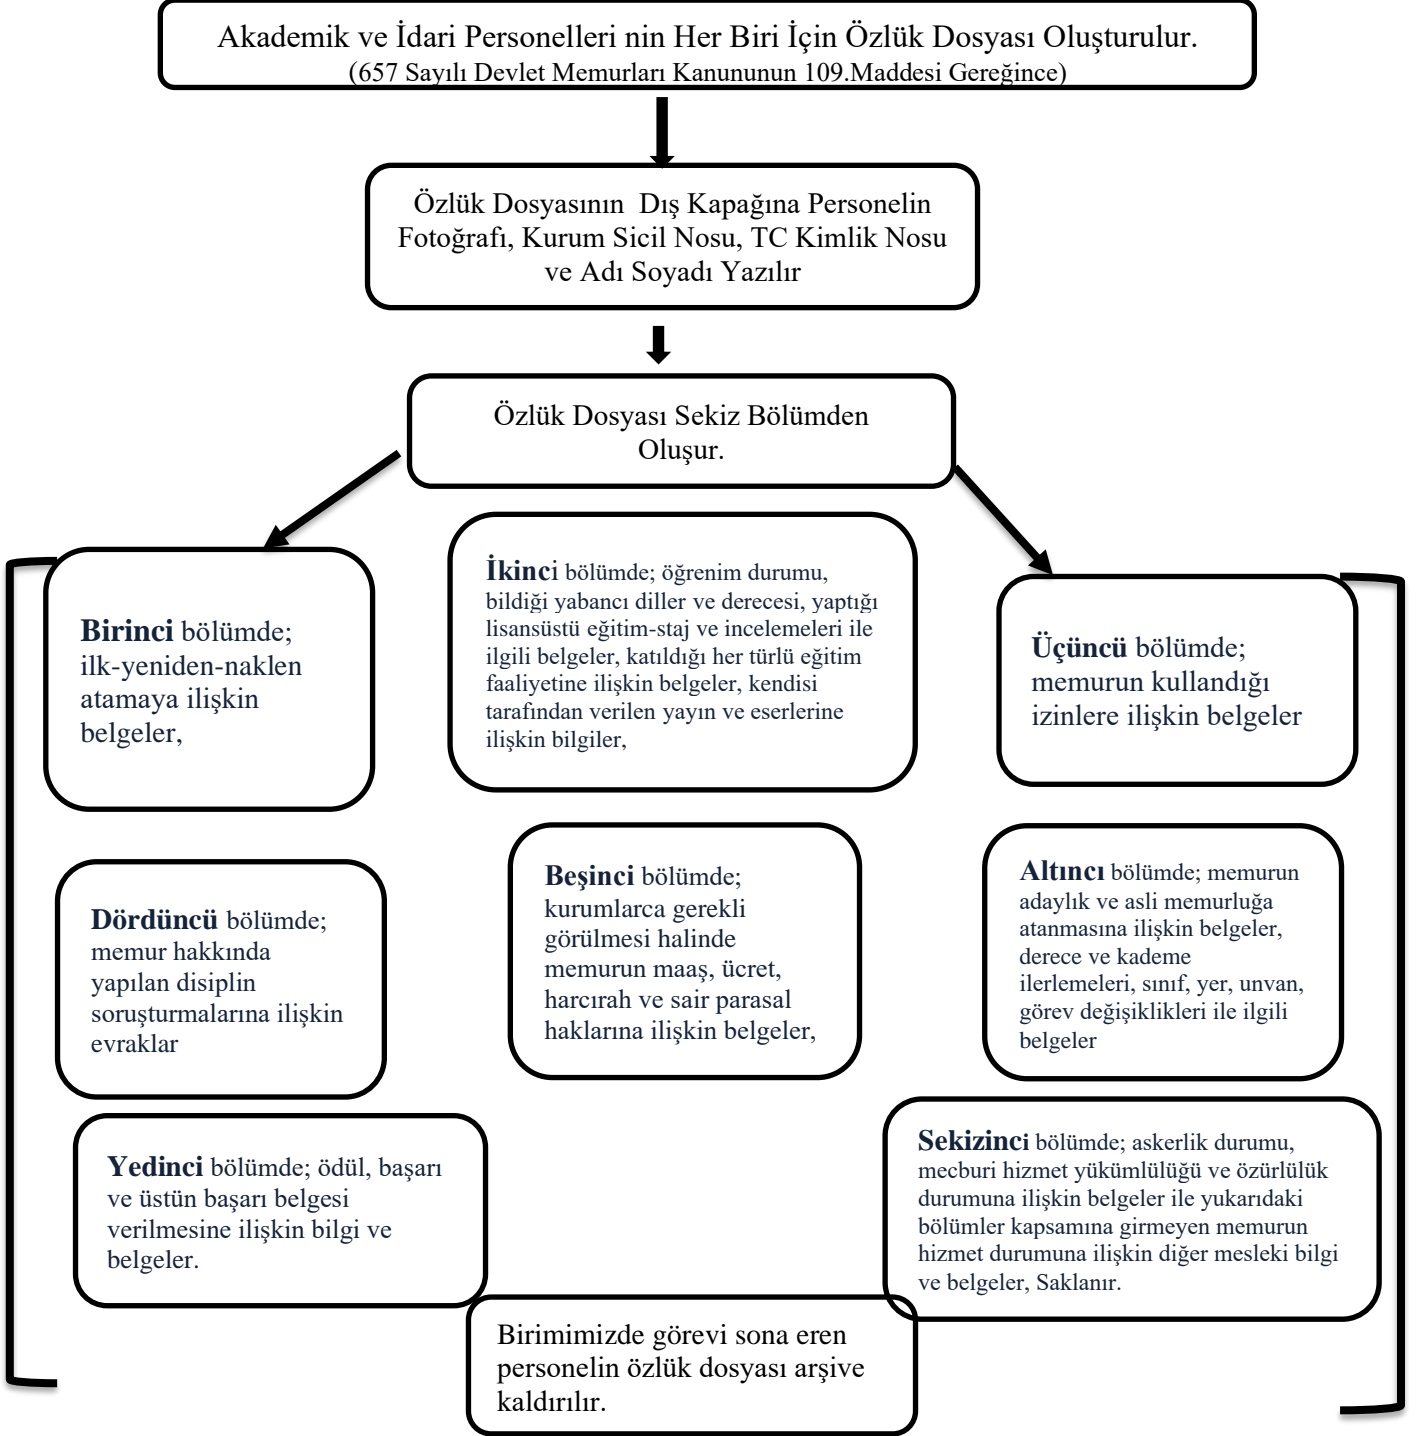 Akademik ve İdari Personelleri nin Her Biri İçin Özlük Dosyası Oluşturulur.
(657 Sayılı Devlet Memurları Kanununun 109.Maddesi Gereğince)
Özlük Dosyasının Dış Kapağına Personelin
Fotoğrafı, Kurum Sicil Nosu, TC Kimlik Nosu
ve Adı Soyadı Yazılır
Özlük Dosyası Sekiz Bölümden
Oluşur.
Birinci bölümde;
ilk-yeniden-naklen
atamaya ilişkin
belgeler,
İkinci bölümde; öğrenim durumu,
bildiği yabancı diller ve derecesi, yaptığı
lisansüstü eğitim-staj ve incelemeleri ile
ilgili belgeler, katıldığı her türlü eğitim
faaliyetine ilişkin belgeler, kendisi
tarafından verilen yayın ve eserlerine
ilişkin bilgiler,
Üçüncü bölümde;
memurun kullandığı
izinlere ilişkin belgeler
Dördüncü bölümde;
memur hakkında
yapılan disiplin
soruşturmalarına ilişkin
evraklar
Beşinci bölümde;
kurumlarca gerekli
görülmesi halinde
memurun maaş, ücret,
harcırah ve sair parasal
haklarına ilişkin belgeler,
Altıncı bölümde; memurun
adaylık ve asli memurluğa
atanmasına ilişkin belgeler,
derece ve kademe
ilerlemeleri, sınıf, yer, unvan,
görev değişiklikleri ile ilgili
belgeler
Yedinci bölümde; ödül, başarı
ve üstün başarı belgesi
verilmesine ilişkin bilgi ve
belgeler.
Sekizinci bölümde; askerlik durumu,
mecburi hizmet yükümlülüğü ve özürlülük
durumuna ilişkin belgeler ile yukarıdaki
bölümler kapsamına girmeyen memurun
hizmet durumuna ilişkin diğer mesleki bilgi
ve belgeler, Saklanır.
Birimimizde görevi sona eren
personelin özlük dosyası arşive
kaldırılır.